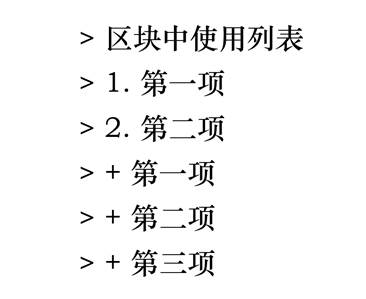 > 区块中使用列表
> 1. 第一项
> 2. 第二项
> + 第一项
> + 第二项
> + 第三项